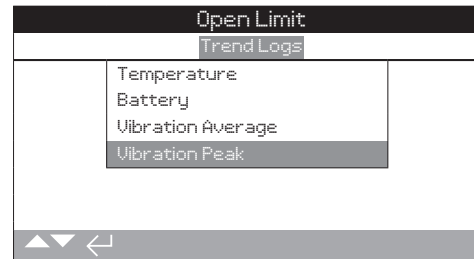 Open Limit
Trend Logs
Temperature
Battery
Vibration Average
Vibration Peak